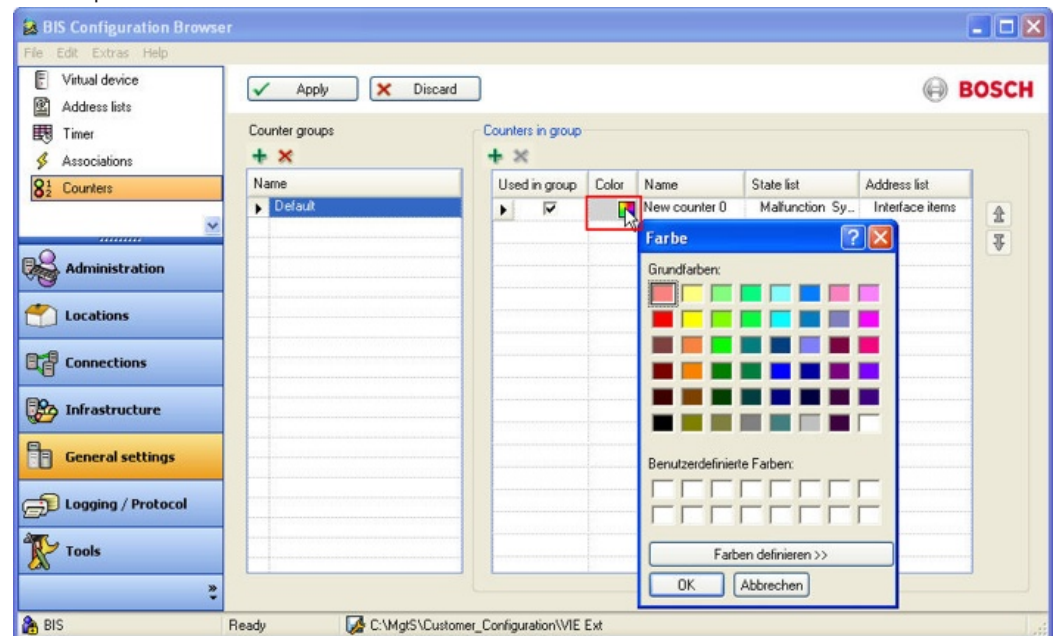 BIS Configuration Browser
File Edit Extras Help
Virtual device
Address lists
Timer
Associations
Counters
Administration
Locations
Connections
Infrastructure
General settings
Logging / Protocol
Tools
Apply
Discard
BOSCH
Counter groups
Name
Default
Counters in group
Used in group Color Name State list Address list
New counter 0 Malfunction Sy... Interface items
Farbe
Grundfarben:
Benutzerdefinierte Farben:
Farben definieren >>
OK Abbrechen
BIS Ready C:\MgtS\Customer_Configuration\VIE Ext